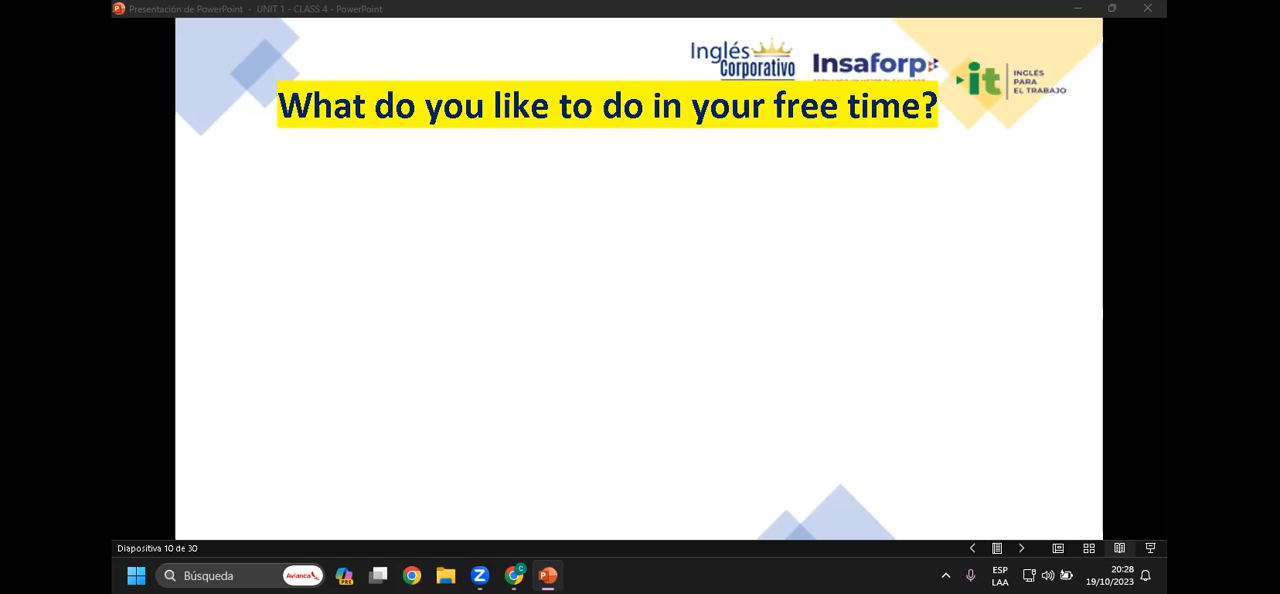 Presentación de PowerPoint - UNIT 1 - CLASS 4 - PowerPoint
Inglés
Corporativo
Insaforp
it
INGLÉS
PARA
EL TRABAJO
What do you like to do in your free time?
Diapositiva 10 de 30
Búsqueda
Avianca
PRE
ESP
LAA
20:28
19/10/2023